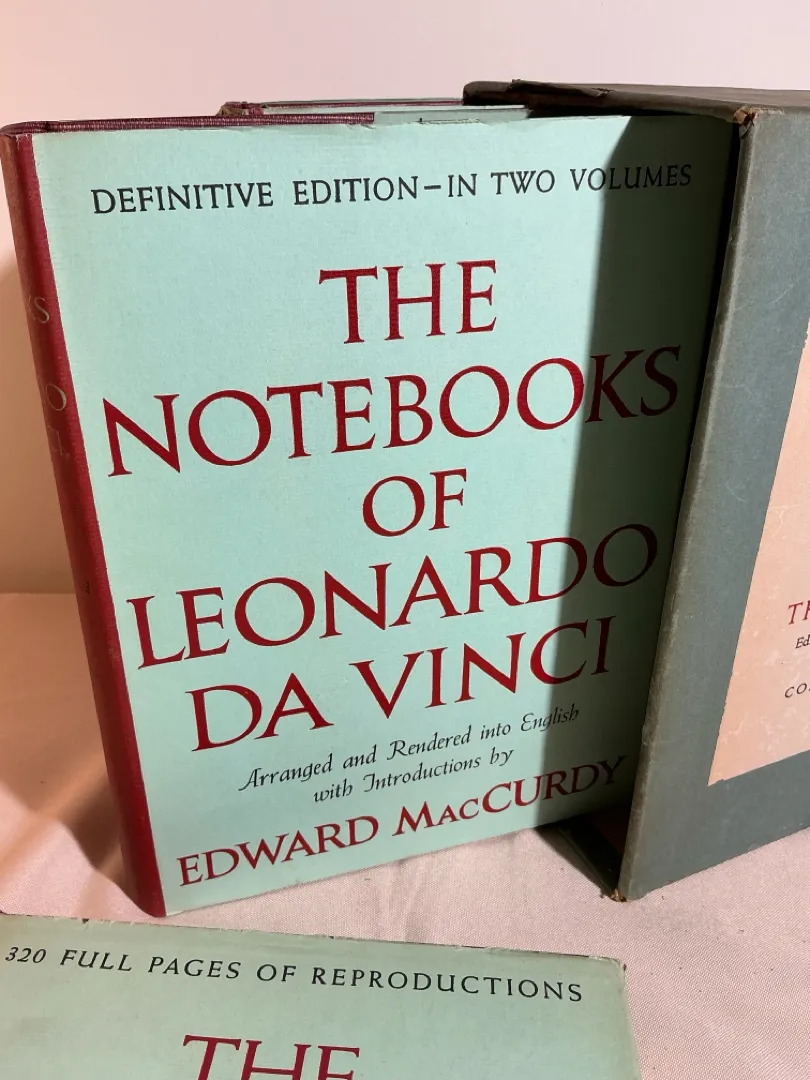 DEFINITIVE EDITION—IN TWO VOLUMES
THE
NOTEBOOKS
OF
LEONARDO
DA VINCI
Arranged and Rendered into English
with Introductions by
EDWARD MACCURDY
320 FULL PAGES OF REPRODUCTIONS
THE